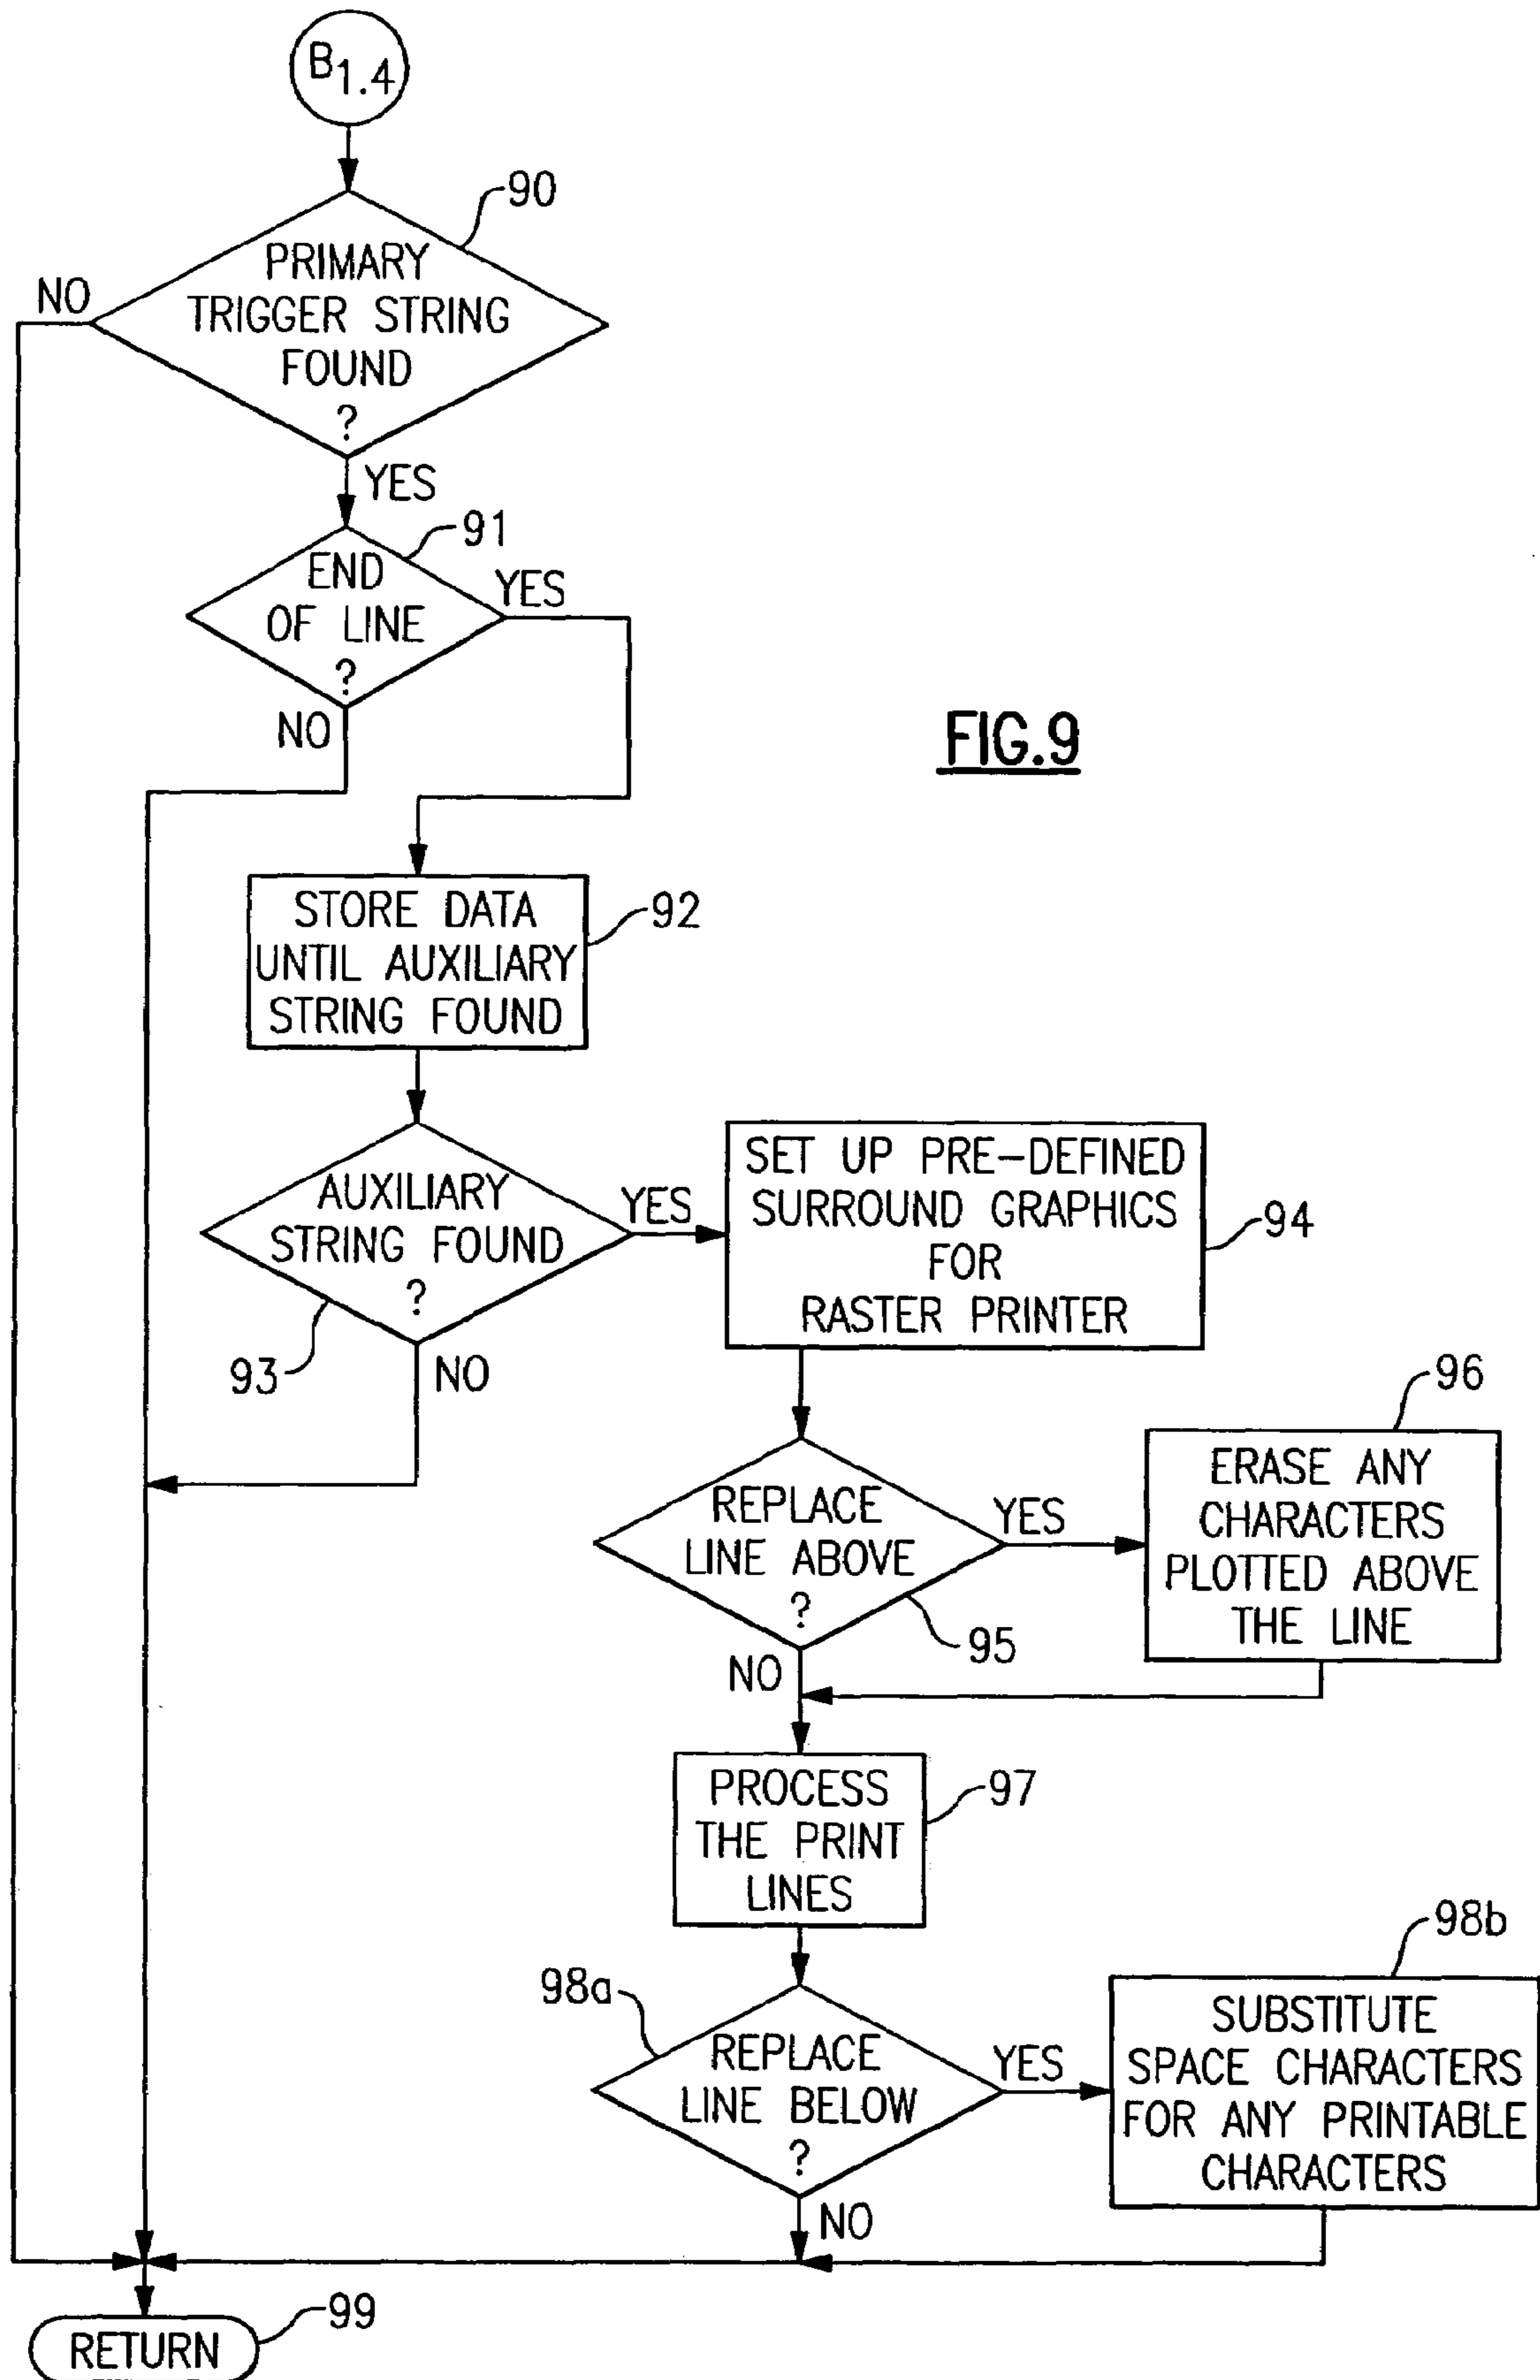 B1.4
90
PRIMARY
TRIGGER STRING
FOUND
?
NO
YES
91
END
OF LINE
?
YES
NO
FIG.9
STORE DATA
UNTIL AUXILIARY
STRING FOUND
92
AUXILIARY
STRING FOUND
?
YES
93
NO
SET UP PRE-DEFINED
SURROUND GRAPHICS
FOR
RASTER PRINTER
94
REPLACE
LINE ABOVE
?
YES
95
NO
96
ERASE ANY
CHARACTERS
PLOTTED ABOVE
THE LINE
PROCESS
THE PRINT
LINES
97
98a
REPLACE
LINE BELOW
?
YES
NO
98b
SUBSTITUTE
SPACE CHARACTERS
FOR ANY PRINTABLE
CHARACTERS
RETURN
99